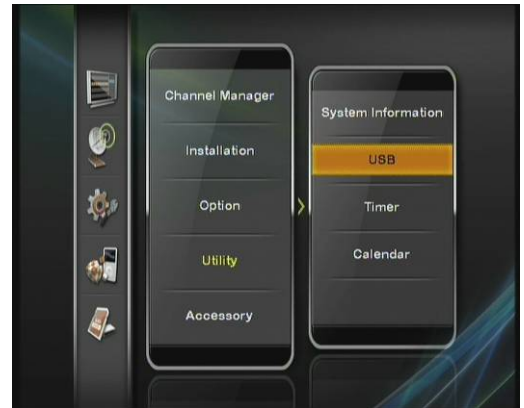 Channel Manager
Installation
Option
Utility
Accessory
System Information
USB
Timer
Calendar